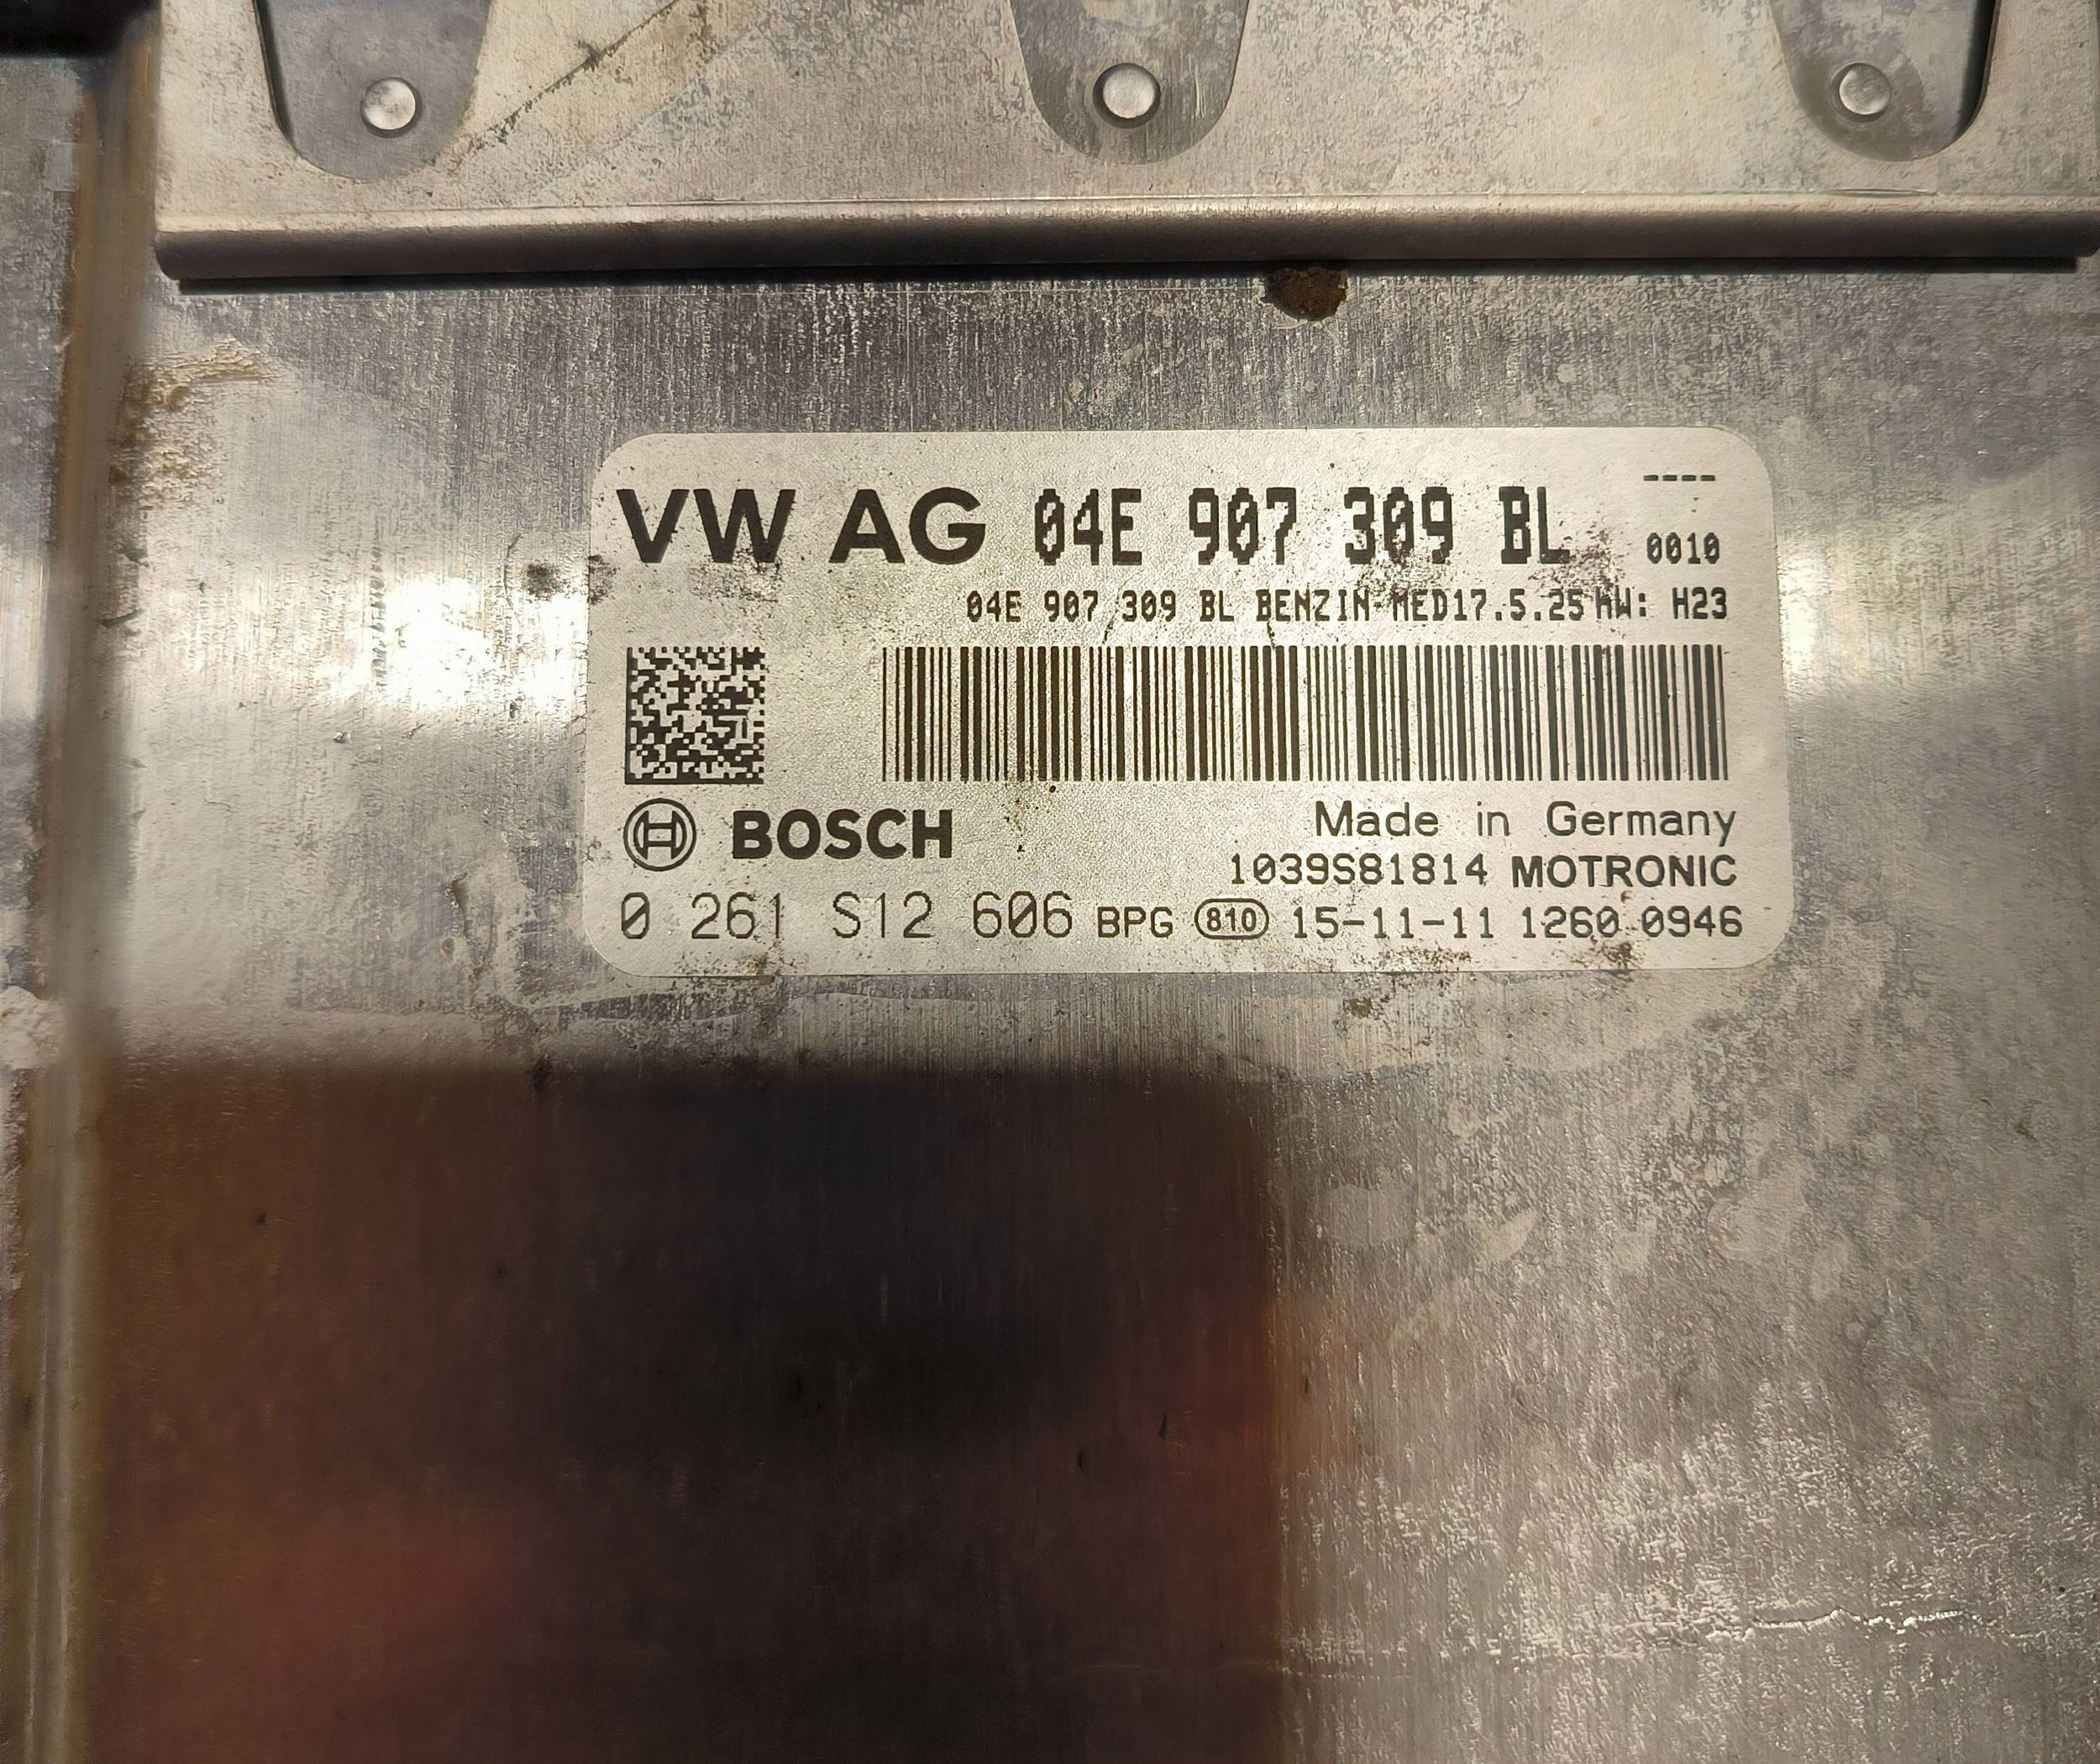 VW AG 04E 907 309 BL ----
0010
04E 907 309 BL BENZIN MED17.5.25 HW: H23
BOSCH Made in Germany
1039S81814 MOTRONIC
0 261 S12 606 BPG 810 15-11-11 1260 0946